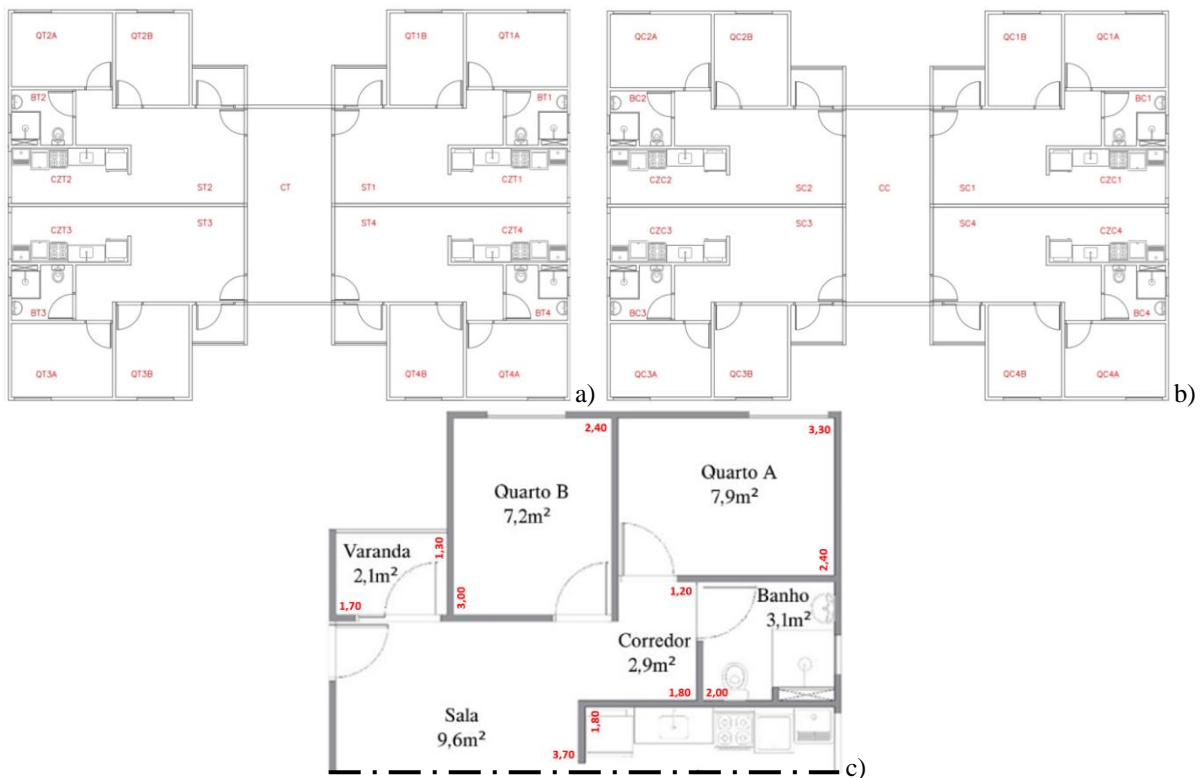 QT2A QT2B QT1B QT1A
BT2 BT1
CZT2 ST2 CT ST1 CZT1
CZT3 ST3 ST4 CZT4
BT3 BT4
QT3A QT3B QT4B QT4A
a)
QC2A QC2B QC1B QC1A
BC2 BC1
CZC2 SC2 CC SC1 CZC1
CZC3 SC3 SC4 CZC4
BC3 BC4
QC3A QC3B QC4B QC4A
b)
2,40 3,30
Quarto B
7,2m²
Quarto A
7,9m²
Varanda
2,1m²
1,30
2,40
1,70
3,00
1,20
Banho
3,1m²
Corredor
2,9m²
1,80
2,00
Sala
9,6m²
1,80
3,70
c)